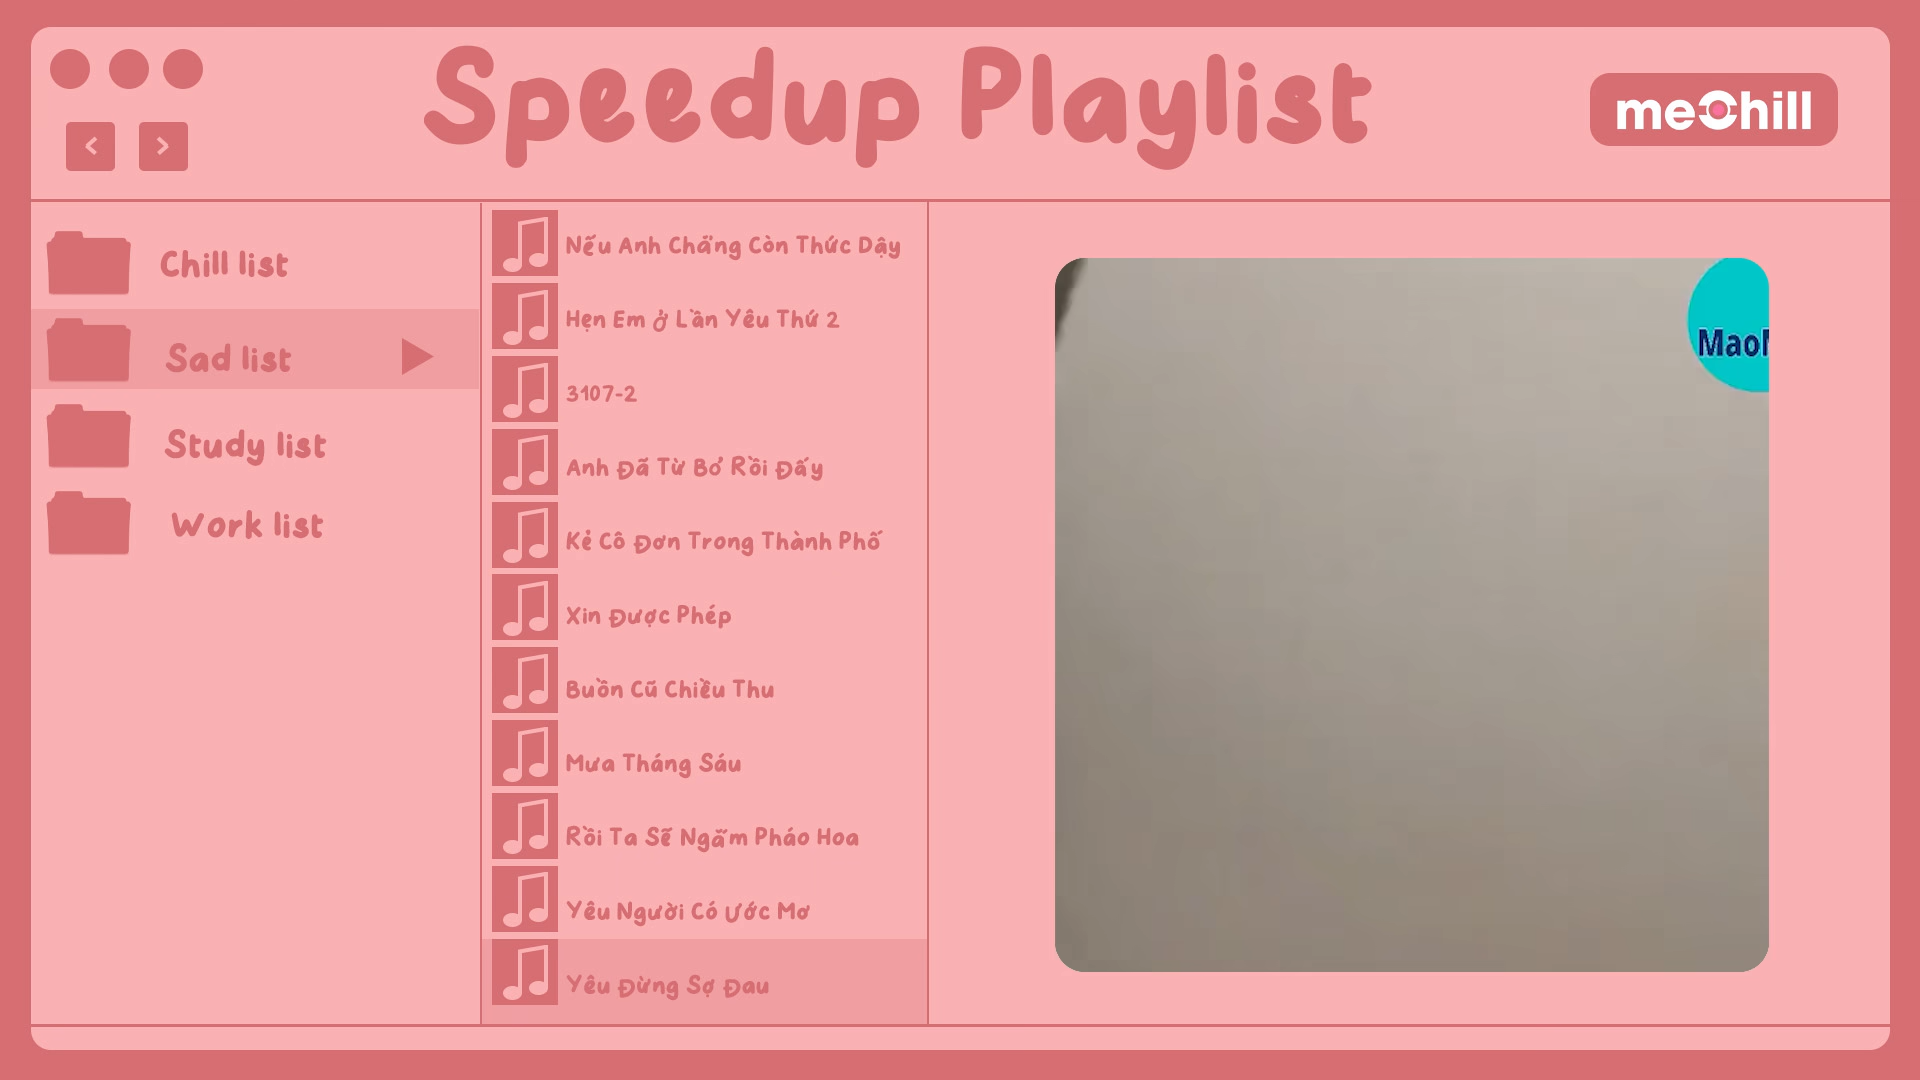 Speedup Playlist
mechill
Chill list
Sad list
Study list
Work list
Nếu Anh Chẳng Còn Thức Dậy
Hẹn Em ở Lần Yêu Thứ 2
3107-2
Anh Đã Từ Bỏ Rồi Đấy
Kẻ Cô Đơn Trong Thành Phố
Xin Được Phép
Buồn Cũ Chiều Thu
Mưa Tháng Sáu
Rồi Ta Sẽ Ngắm Pháo Hoa
Yêu Người Có Ước Mơ
Yêu Đừng Sợ Đau